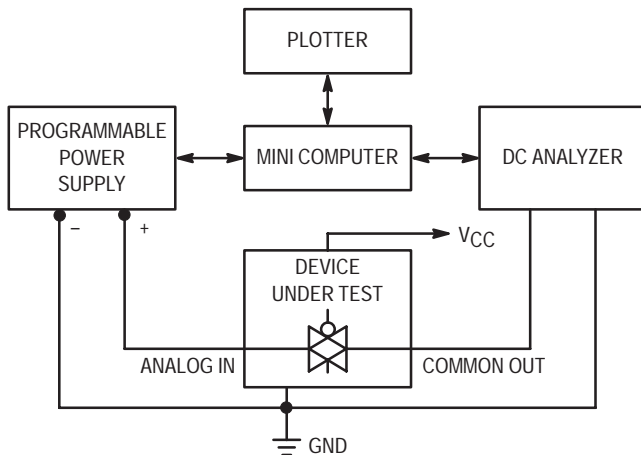 PLOTTER
PROGRAMMABLE
POWER
SUPPLY
MINI COMPUTER
DC ANALYZER
− +
VCC
DEVICE
UNDER TEST
ANALOG IN
COMMON OUT
GND